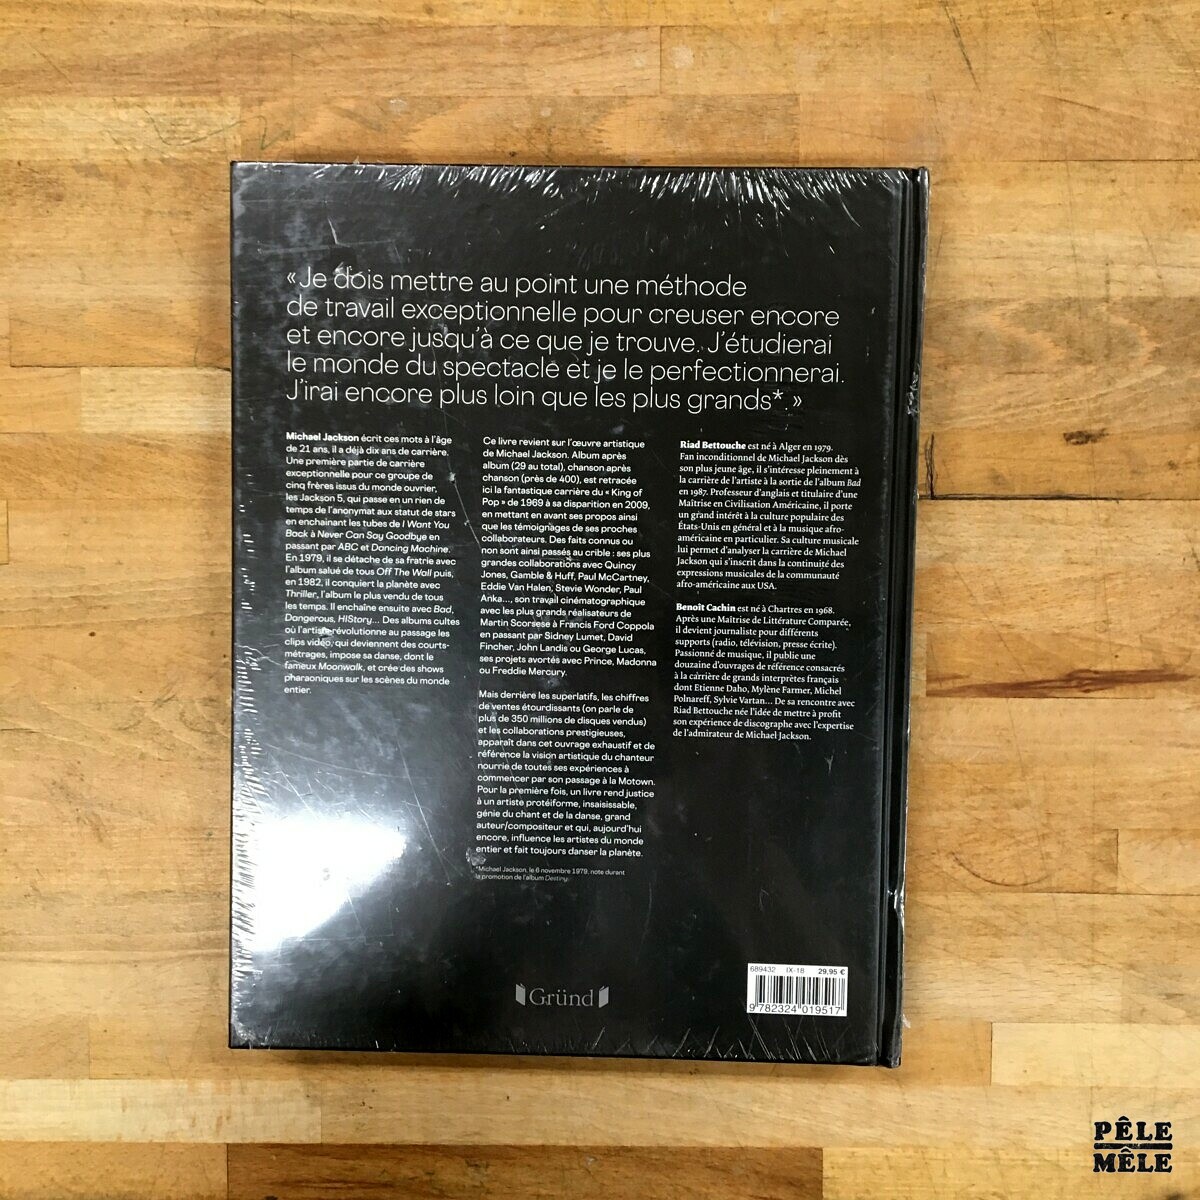 « Je dois mettre au point une méthode
de travail exceptionnelle pour creuser encore
et encore jusqu'à ce que je trouve. J'étudierai
le monde du spectacle et je le perfectionnerai.
J'irai encore plus loin que les plus grands*. »
Michael Jackson écrit ces mots à l'âge
de 21 ans, il a déjà dix ans de carrière.
Une première partie de carrière
exceptionnelle pour ce groupe de
cinq frères issus du monde ouvrier,
les Jackson 5, qui passe en un rien de
temps de l'anonymat aux statut de stars
en enchainant les tubes de I Want You
Back à Never Can Say Goodbye en
passant par ABC et Dancing Machine.
En 1979, il se détache de sa fratrie avec
l'album salué de tous Off The Wall puis,
en 1982, il conquiert la planète avec
Thriller, l'album le plus vendu de tous
les temps. Il enchaîne ensuite avec Bad,
Dangerous, HIStory... Des albums cultes
où l'artiste révolutionne au passage les
clips vidéo, qui deviennent des courts-
métrages, impose sa danse, dont le
fameux Moonwalk, et crée des shows
pharaoniques sur les scènes du monde
entier.
Ce livre revient sur l'œuvre artistique
de Michael Jackson. Album après
album (29 au total), chanson après
chanson (près de 400), est retracée
ici la fantastique carrière du « King of
Pop » de 1969 à sa disparition en 2009,
en mettant en avant ses propos ainsi
que les témoignages de ses proches
collaborateurs. Des faits connus ou
non sont ainsi passés au crible : ses plus
grandes collaborations avec Quincy
Jones, Gamble & Huff, Paul McCartney,
Eddie Van Halen, Stevie Wonder, Paul
Anka..., son travail cinématographique
avec les plus grands réalisateurs de
Martin Scorsese à Francis Ford Coppola
en passant par Sidney Lumet, David
Fincher, John Landis ou George Lucas,
ses projets avortés avec Prince, Madonna
ou Freddie Mercury.
Mais derrière les superlatifs, les chiffres
de ventes étourdissants (on parle de
plus de 350 millions de disques vendus)
et les collaborations prestigieuses,
apparaît dans cet ouvrage exhaustif et de
référence la vision artistique du chanteur
nourrie de toutes ses expériences à
commencer par son passage à la Motown.
Pour la première fois, un livre rend justice
à un artiste protéiforme, insaisissable,
génie du chant et de la danse, grand
auteur/compositeur et qui, aujourd'hui
encore, influence les artistes du monde
entier et fait toujours danser la planète.
*Michael Jackson, le 6 novembre 1979, note durant
la promotion de l'album Destiny.
Riad Bettouche est né à Alger en 1979.
Fan inconditionnel de Michael Jackson dès
son plus jeune âge, il s'intéresse pleinement à
la carrière de l'artiste à la sortie de l'album Bad
en 1987. Professeur d'anglais et titulaire d'une
Maîtrise en Civilisation Américaine, il porte
un grand intérêt à la culture populaire des
États-Unis en général et à la musique afro-
américaine en particulier. Sa culture musicale
lui permet d'analyser la carrière de Michael
Jackson qui s'inscrit dans la continuité des
expressions musicales de la communauté
afro-américaine aux USA.
Benoît Cachin est né à Chartres en 1968.
Après une Maîtrise de Littérature Comparée,
il devient journaliste pour différents
supports (radio, télévision, presse écrite).
Passionné de musique, il publie une
douzaine d'ouvrages de référence consacrés
à la carrière de grands interprètes français
dont Etienne Daho, Mylène Farmer, Michel
Polnareff, Sylvie Vartan... De sa rencontre avec
Riad Bettouche née l'idée de mettre à profit
son expérience de discographe avec l'expertise
de l'admirateur de Michael Jackson.
Gründ
689432 IX-18 29,95 €
9 782324 019517
PÊLE
MÊLE